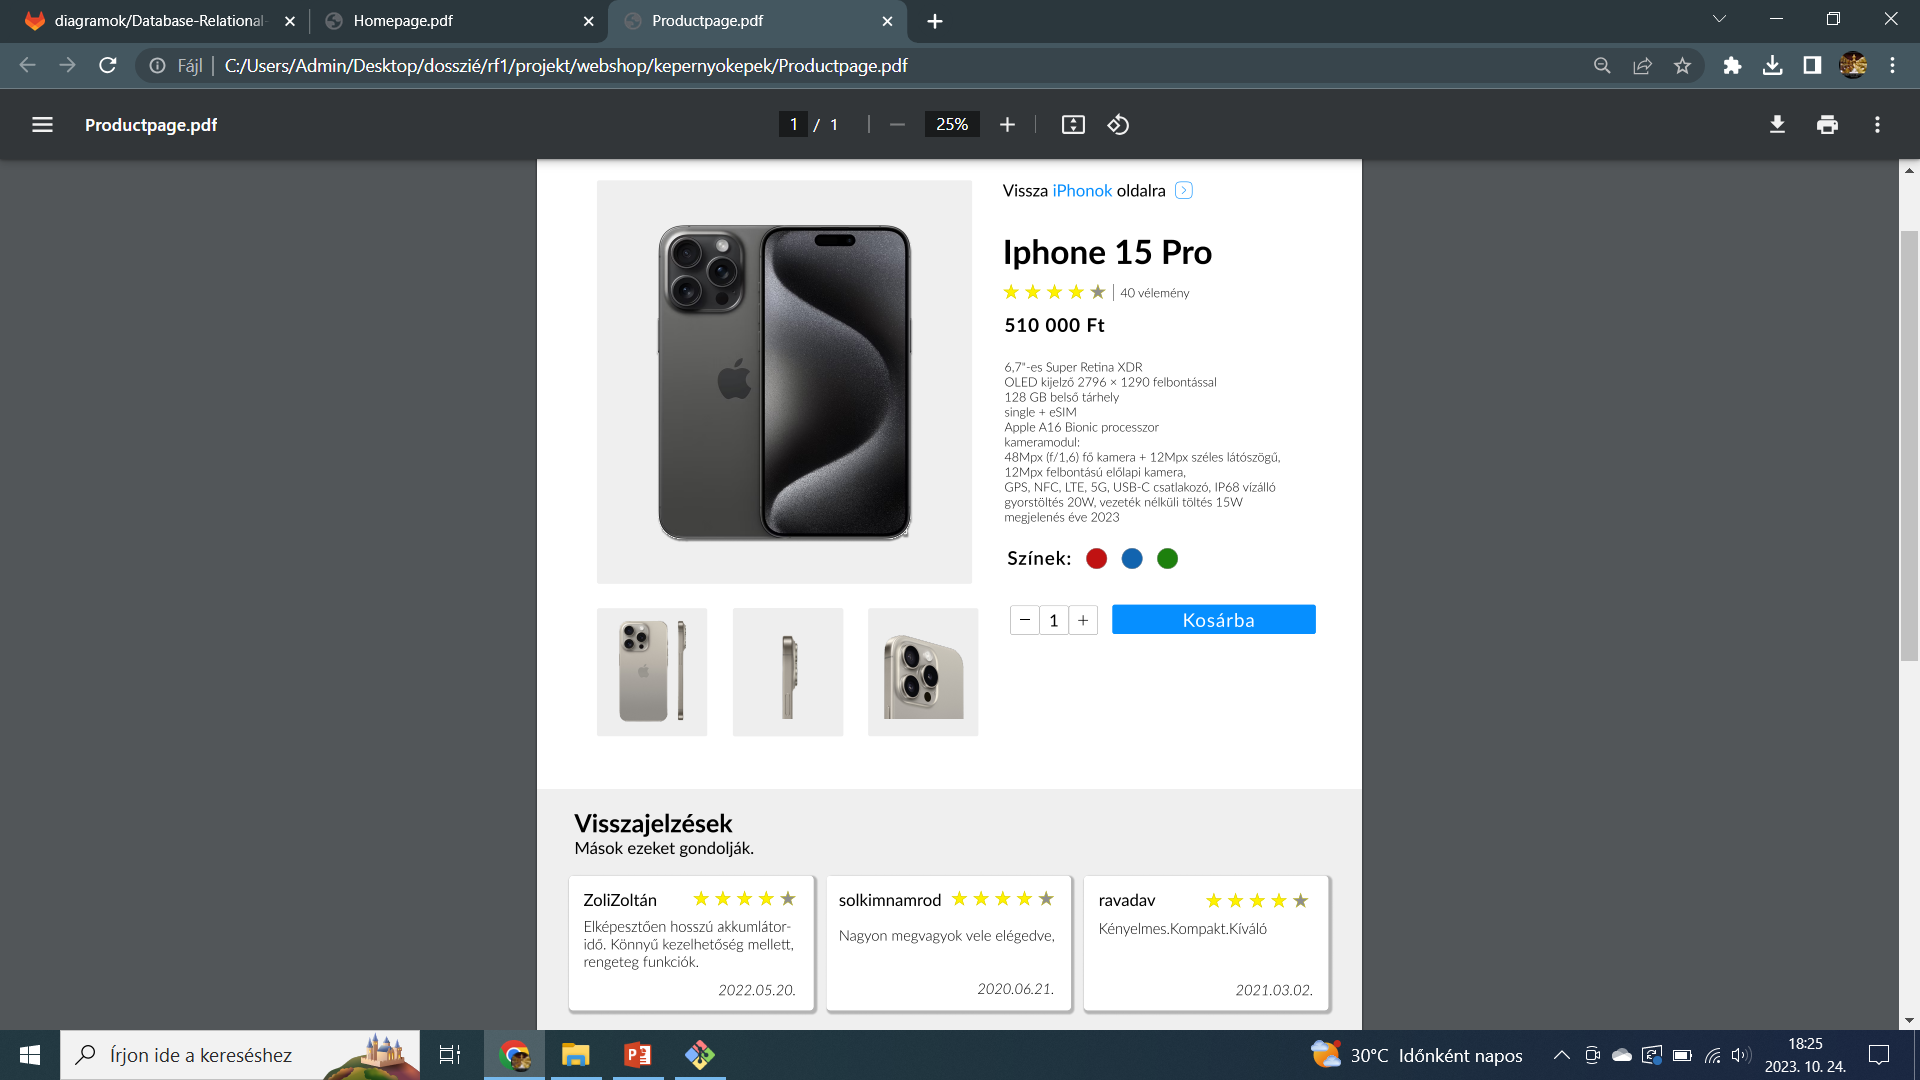 diagramok/Database-Relational-
Homepage.pdf
Productpage.pdf
Fájl
C:/Users/Admin/Desktop/dosszié/rf1/projekt/webshop/kepernyokepek/Productpage.pdf
Productpage.pdf
1 / 1
25%
Vissza iPhonok oldalra
Iphone 15 Pro
40 vélemény
510 000 Ft
6,7"-es Super Retina XDR
OLED kijelző 2796 × 1290 felbontással
128 GB belső tárhely
single + eSIM
Apple A16 Bionic processzor
kameramodul:
48Mpx (f/1,6) fő kamera + 12Mpx széles látószögű,
12Mpx felbontású előlapi kamera,
GPS, NFC, LTE, 5G, USB-C csatlakozó, IP68 vízálló
gyorstöltés 20W, vezeték nélküli töltés 15W
megjelenés éve 2023
Színek:
− 1 +
Kosárba
Visszajelzések
Mások ezeket gondolják.
ZoliZoltán
Elképesztően hosszú akkumlátor-
idő. Könnyű kezelhetőség mellett,
rengeteg funkciók.
2022.05.20.
solkimnamrod
Nagyon megvagyok vele elégedve,
2020.06.21.
ravadav
Kényelmes.Kompakt.Kíváló
2021.03.02.
Írjon ide a kereséshez
30°C Időnként napos
18:25
2023. 10. 24.